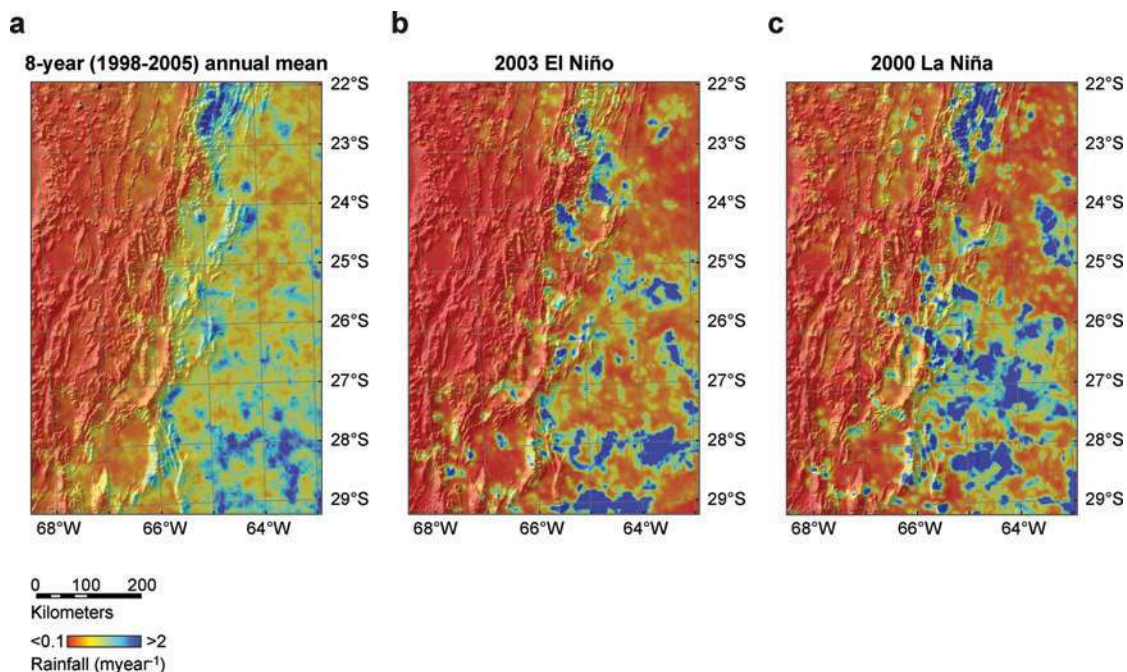 a
8-year (1998-2005) annual mean
22°S
23°S
24°S
25°S
26°S
27°S
28°S
29°S
68°W 66°W 64°W
b
2003 El Niño
22°S
23°S
24°S
25°S
26°S
27°S
28°S
29°S
68°W 66°W 64°W
c
2000 La Niña
22°S
23°S
24°S
25°S
26°S
27°S
28°S
29°S
68°W 66°W 64°W
0 100 200
Kilometers
<0.1 >2
Rainfall (myear⁻¹)